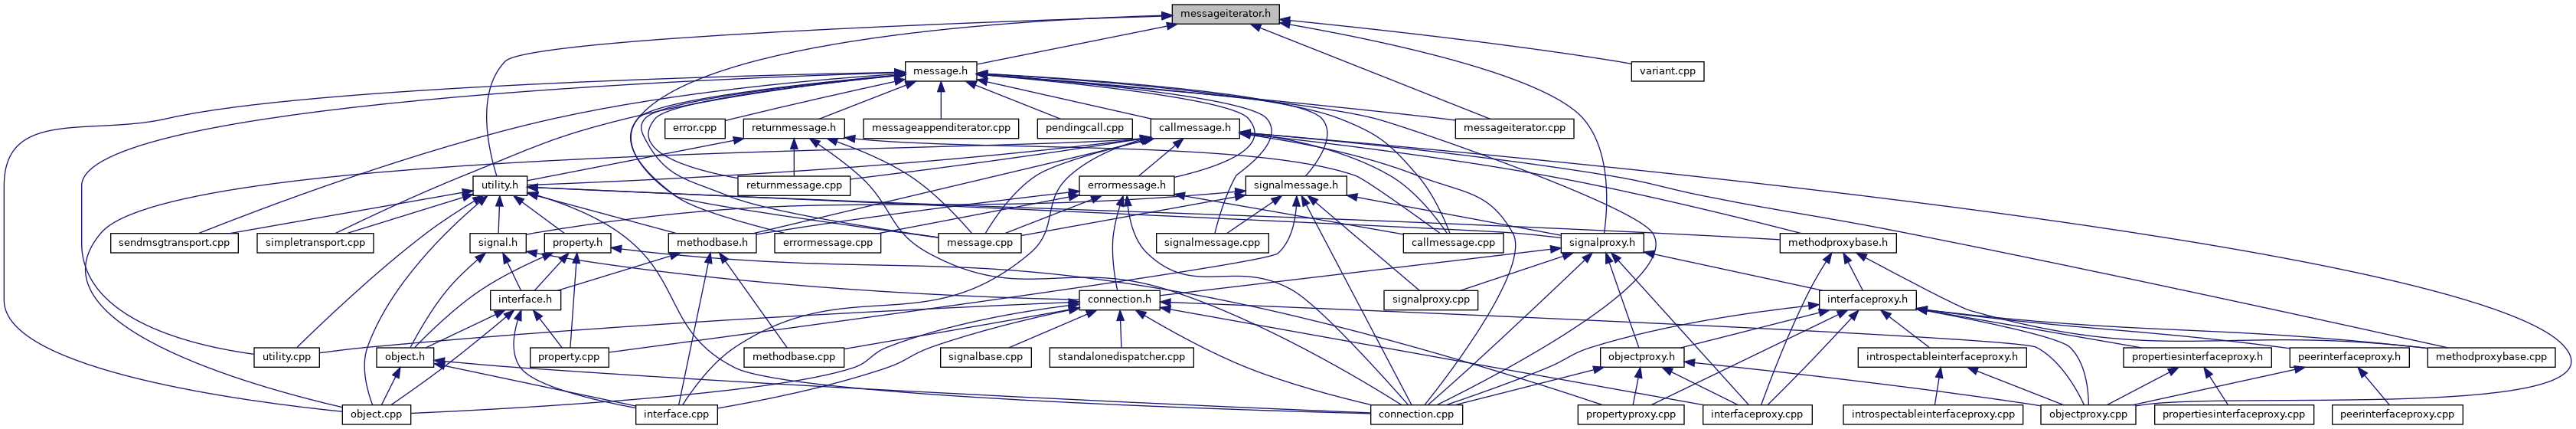 messageiterator.h
message.h
variant.cpp
error.cpp
returnmessage.h
messageappenditerator.cpp
pendingcall.cpp
callmessage.h
messageiterator.cpp
utility.h
returnmessage.cpp
errormessage.h
signalmessage.h
sendmsgtransport.cpp
simpletransport.cpp
signal.h
property.h
methodbase.h
errormessage.cpp
message.cpp
signalmessage.cpp
callmessage.cpp
signalproxy.h
methodproxybase.h
interface.h
connection.h
signalproxy.cpp
interfaceproxy.h
utility.cpp
object.h
property.cpp
methodbase.cpp
signalbase.cpp
standalonedispatcher.cpp
objectproxy.h
introspectableinterfaceproxy.h
propertiesinterfaceproxy.h
peerinterfaceproxy.h
methodproxybase.cpp
object.cpp
interface.cpp
connection.cpp
propertyproxy.cpp
interfaceproxy.cpp
introspectableinterfaceproxy.cpp
objectproxy.cpp
propertiesinterfaceproxy.cpp
peerinterfaceproxy.cpp